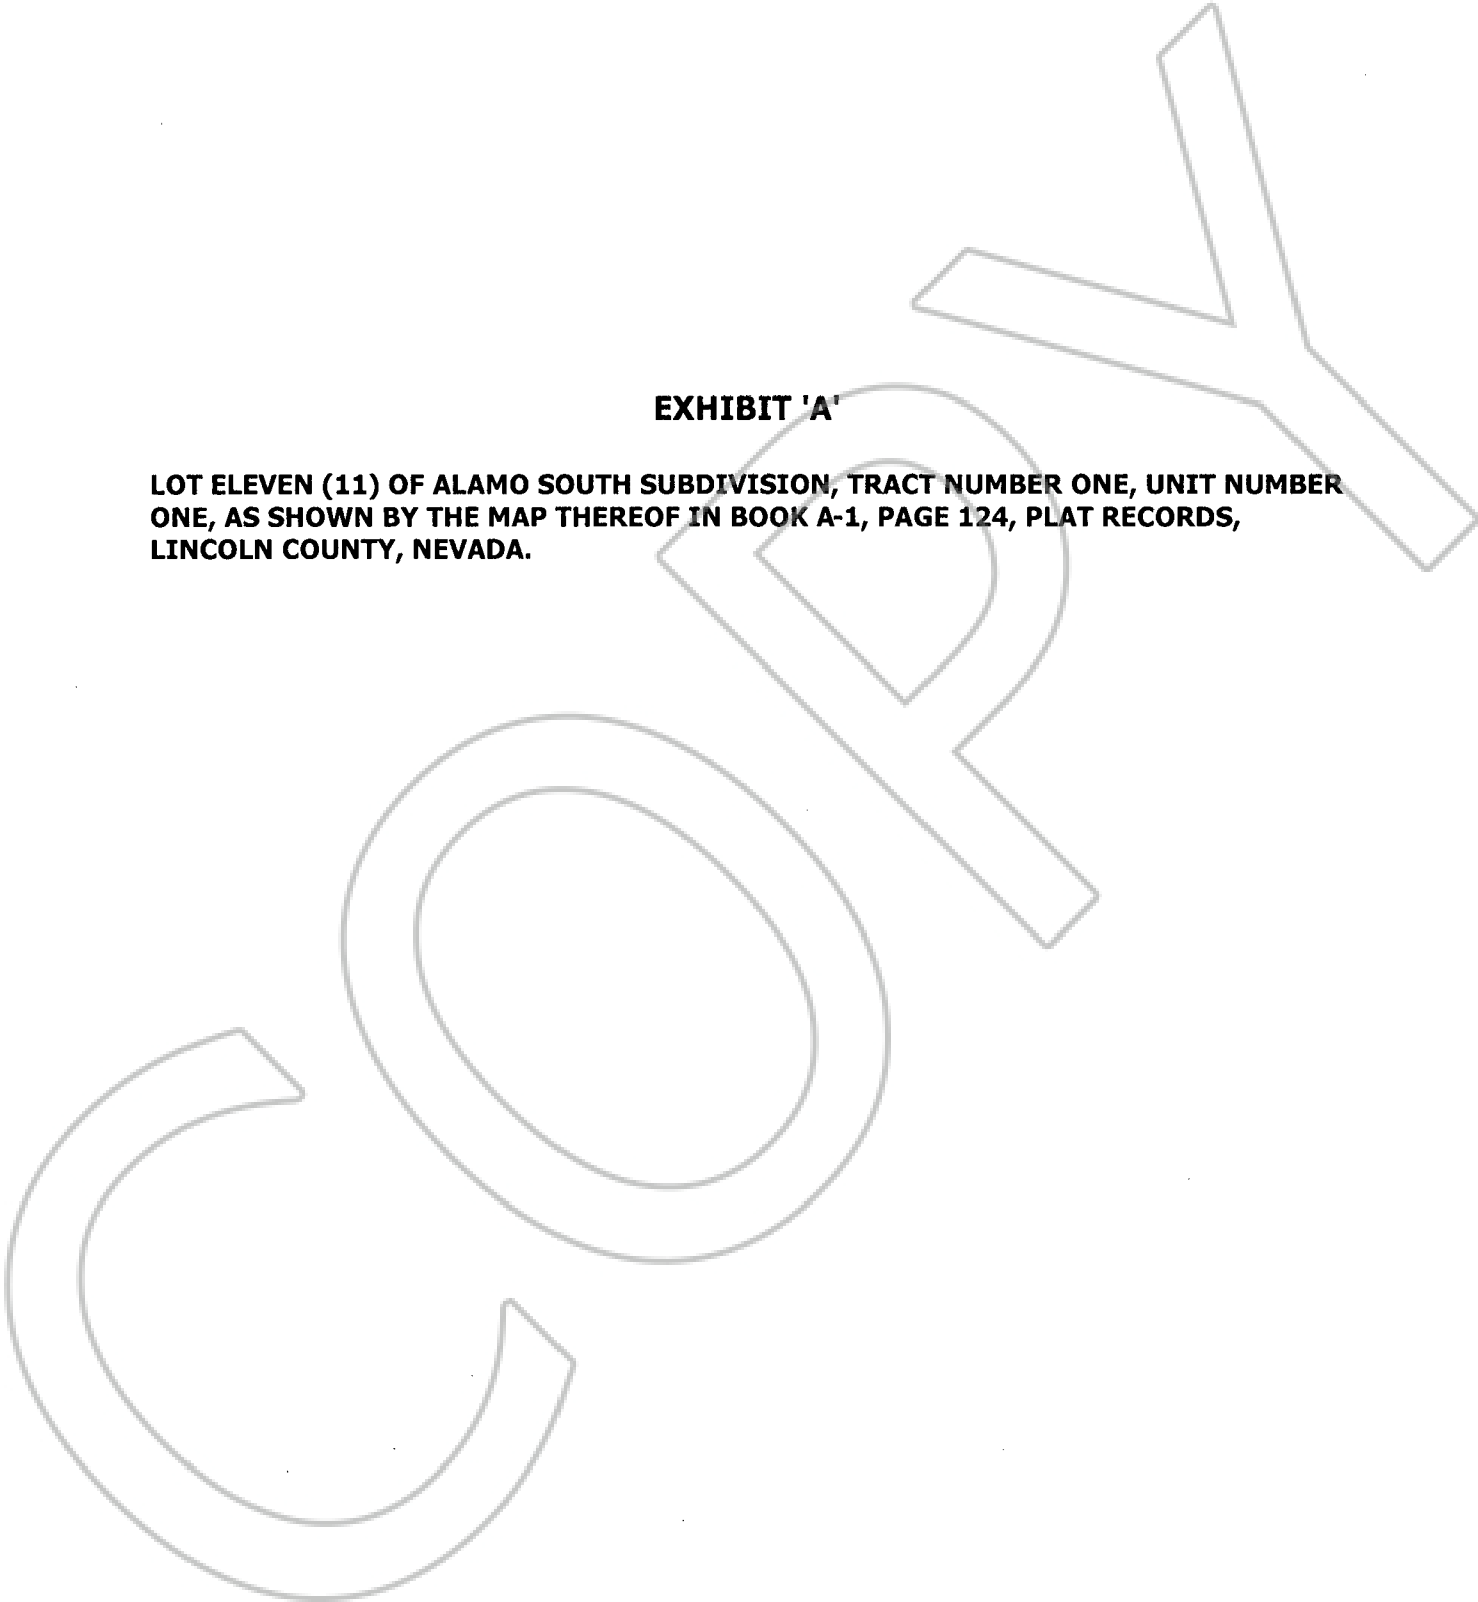 EXHIBIT 'A'
LOT ELEVEN (11) OF ALAMO SOUTH SUBDIVISION, TRACT NUMBER ONE, UNIT NUMBER
ONE, AS SHOWN BY THE MAP THEREOF IN BOOK A-1, PAGE 124, PLAT RECORDS,
LINCOLN COUNTY, NEVADA.
COPY